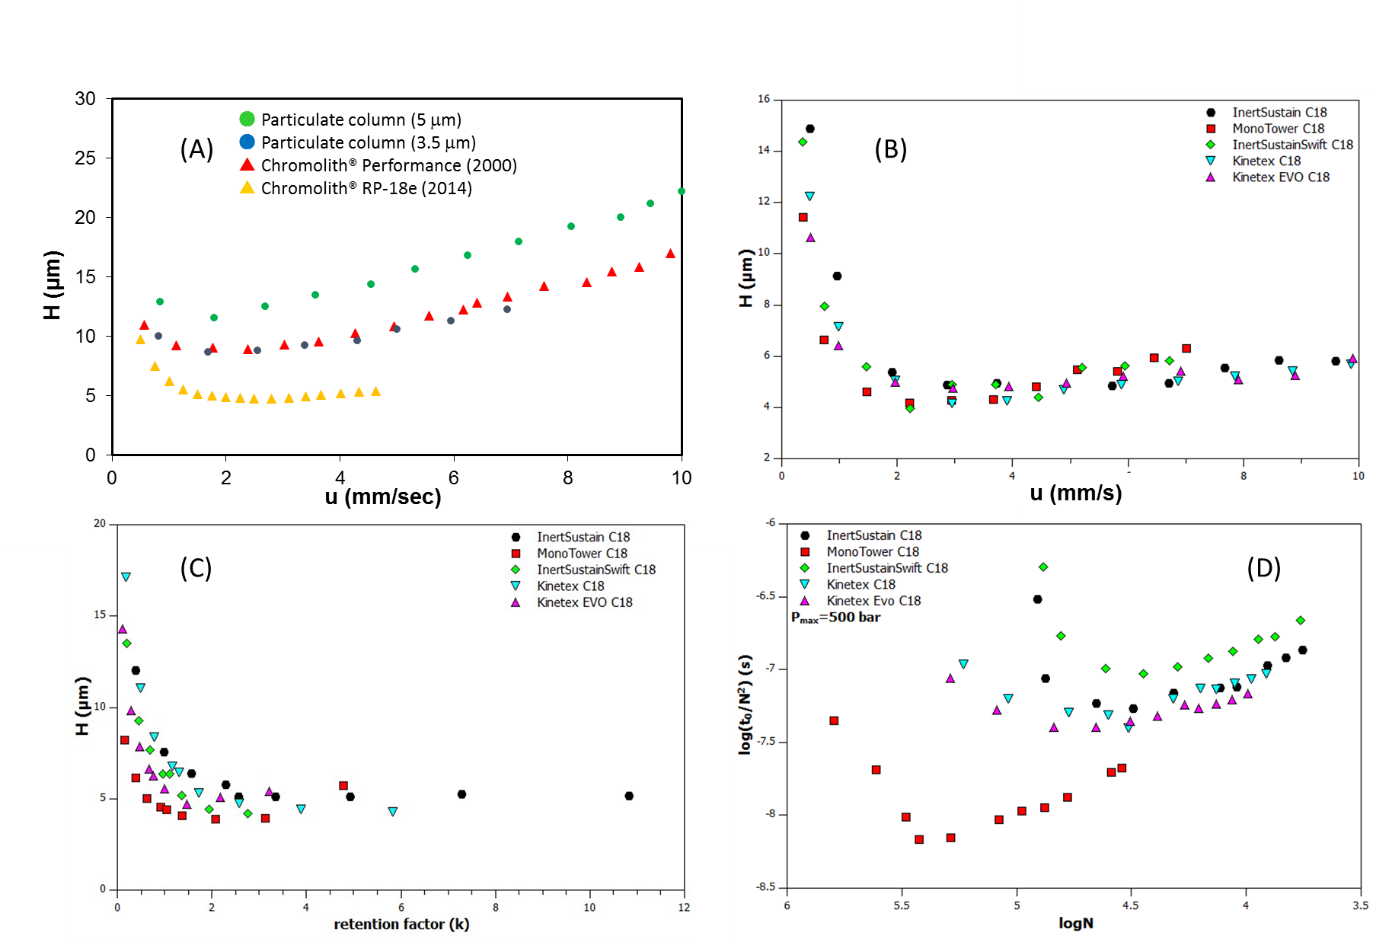 30
25
20
15
10
5
0
H (µm)
(A)
Particulate column (5 µm)
Particulate column (3.5 µm)
Chromolith® Performance (2000)
Chromolith® RP-18e (2014)
0 2 4 6 8 10
u (mm/sec)
16
14
12
10
8
6
4
2
H (µm)
(B)
InertSustain C18
MonoTower C18
InertSustainSwift C18
Kinetex C18
Kinetex EVO C18
0 2 4 8 10
u (mm/s)
20
15
10
5
0
H (µm)
(C)
InertSustain C18
MonoTower C18
InertSustainSwift C18
Kinetex C18
Kinetex EVO C18
0 2 4 6 8 10 12
retention factor (k)
-6
-6.5
-7
-7.5
-8
-8.5
log(t₀/N²) (s)
InertSustain C18
MonoTower C18
InertSustainSwift C18
Kinetex C18
Kinetex Evo C18
Pmax=500 bar
(D)
6 5.5 5 4.5 4 3.5
logN